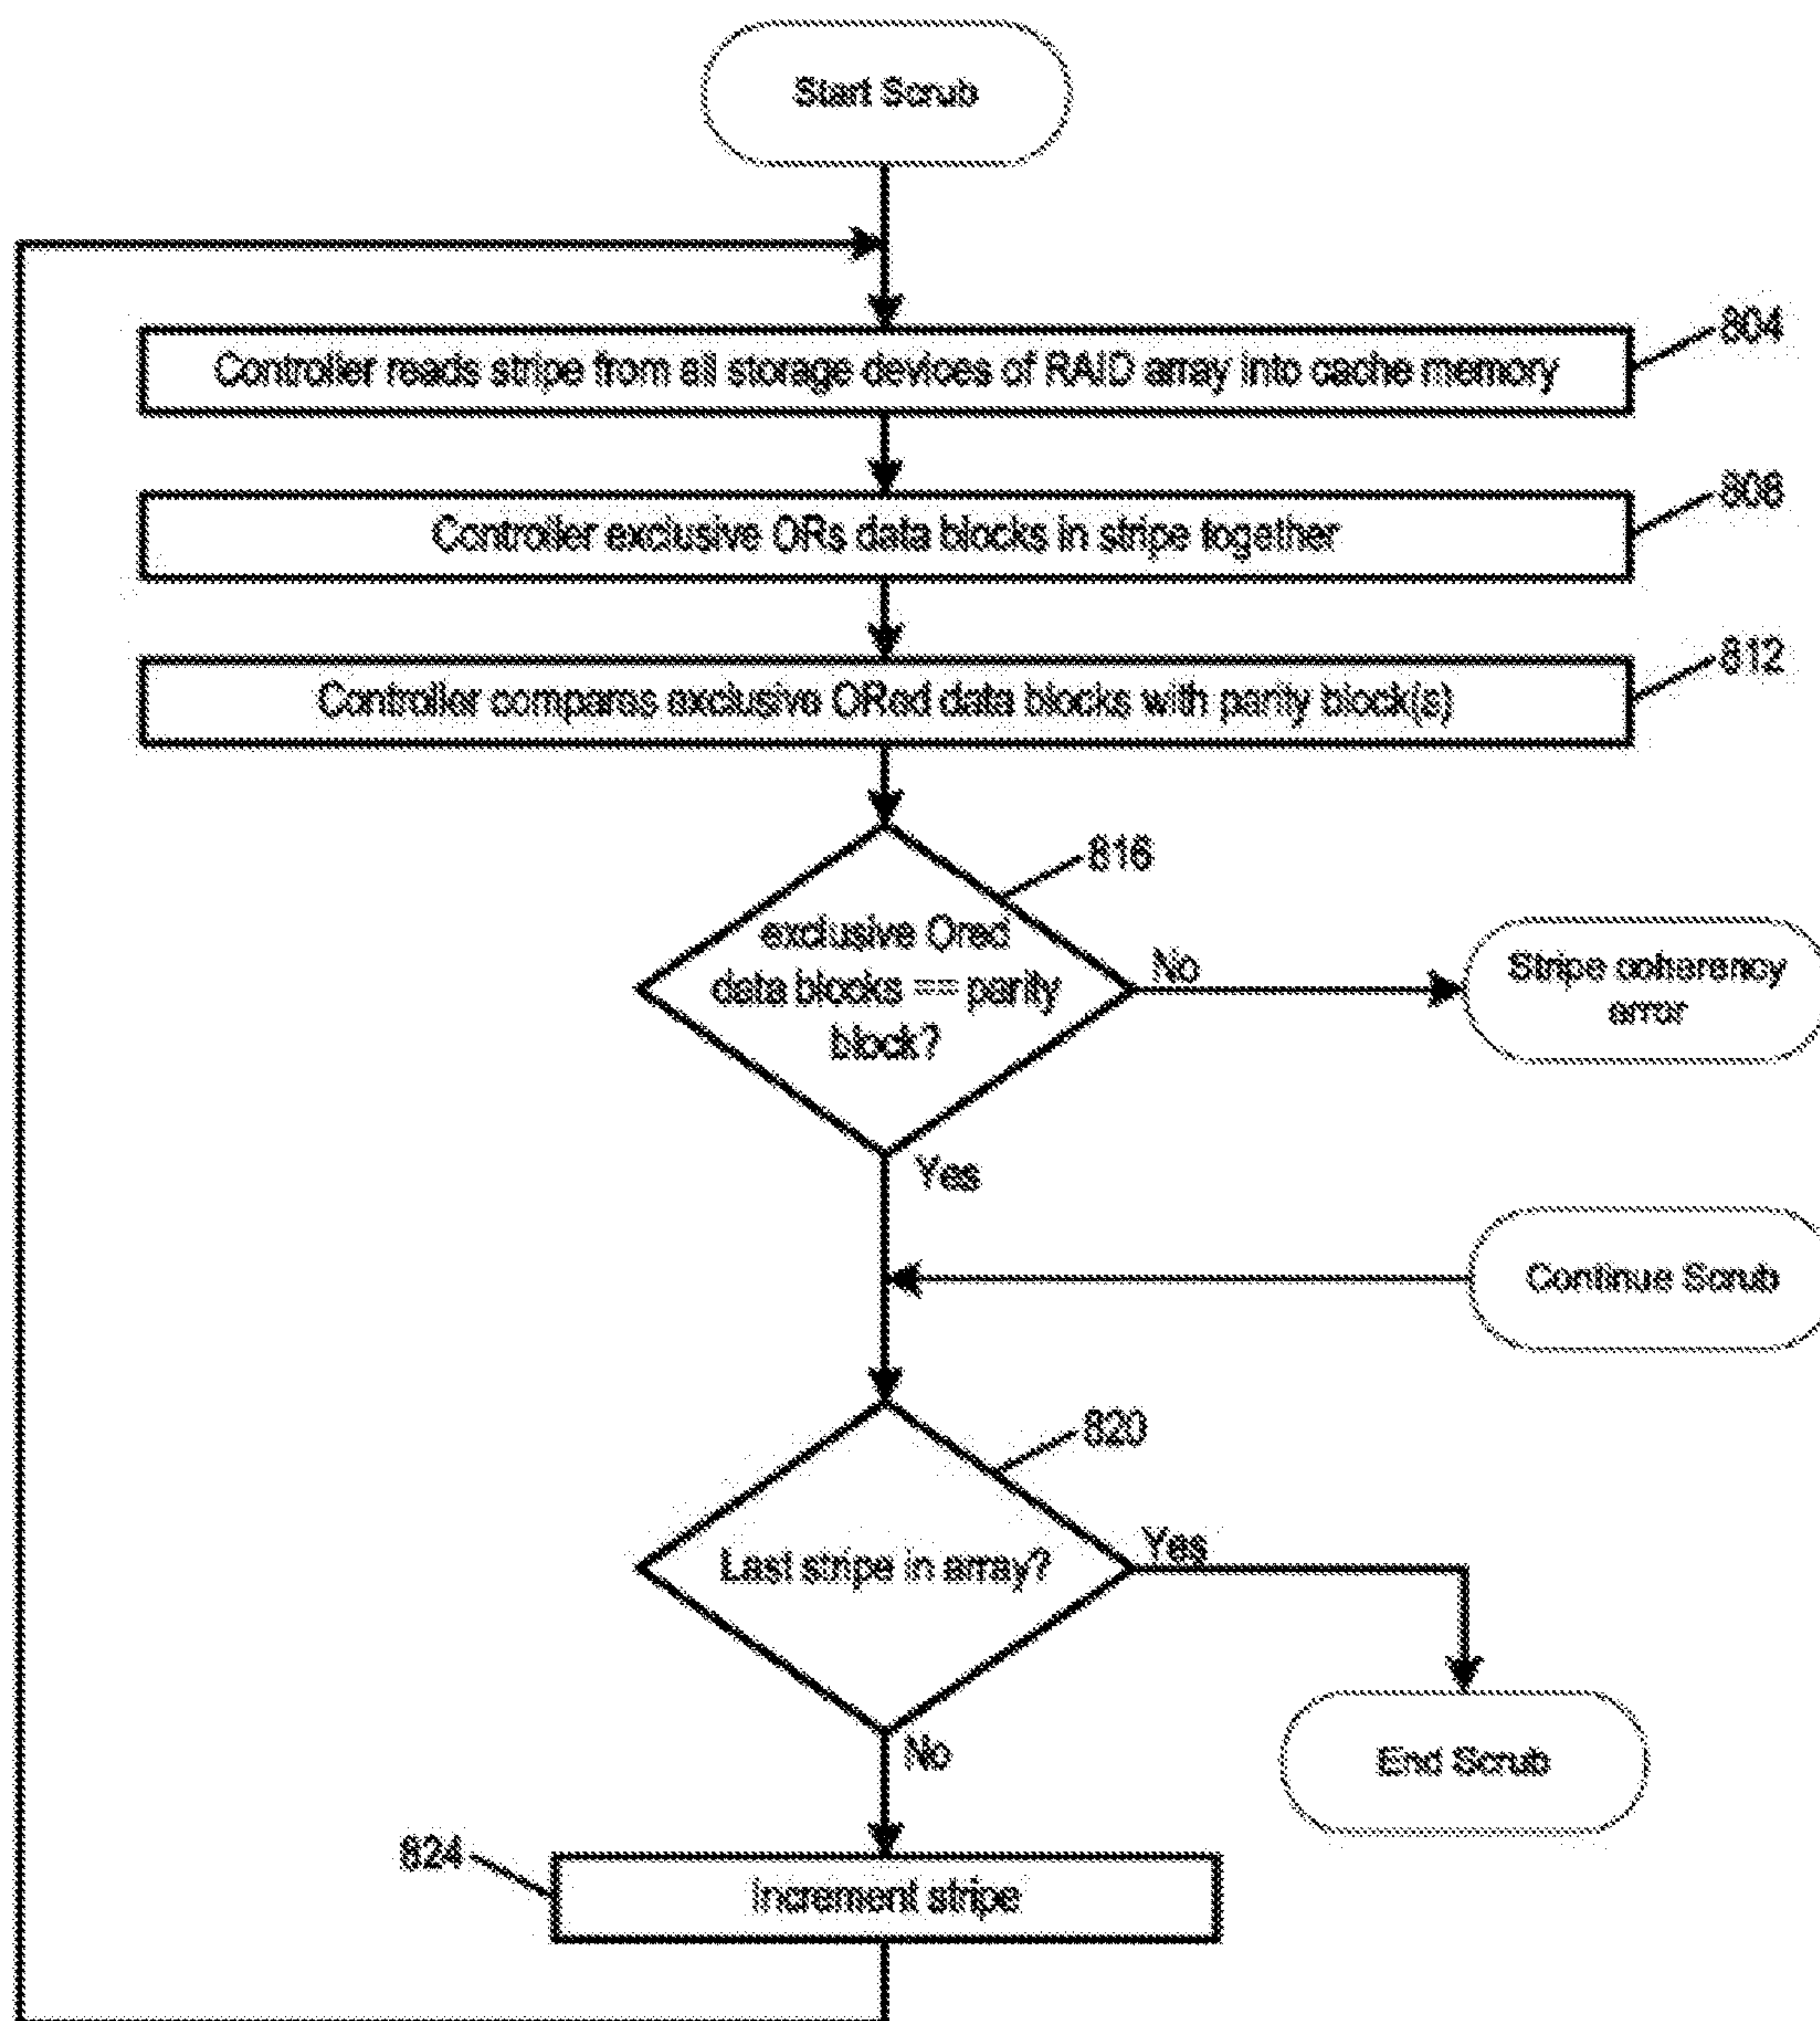 Start Scrub
804
Controller reads stripe from all storage devices of RAID array into cache memory
808
Controller exclusive ORs data blocks in stripe together
812
Controller compares exclusive ORed data blocks with parity block(s)
816
exclusive Ored
data blocks == parity
block?
No
Stripe coherency
error
Yes
Continue Scrub
820
Last stripe in array?
Yes
No
End Scrub
824
Increment stripe